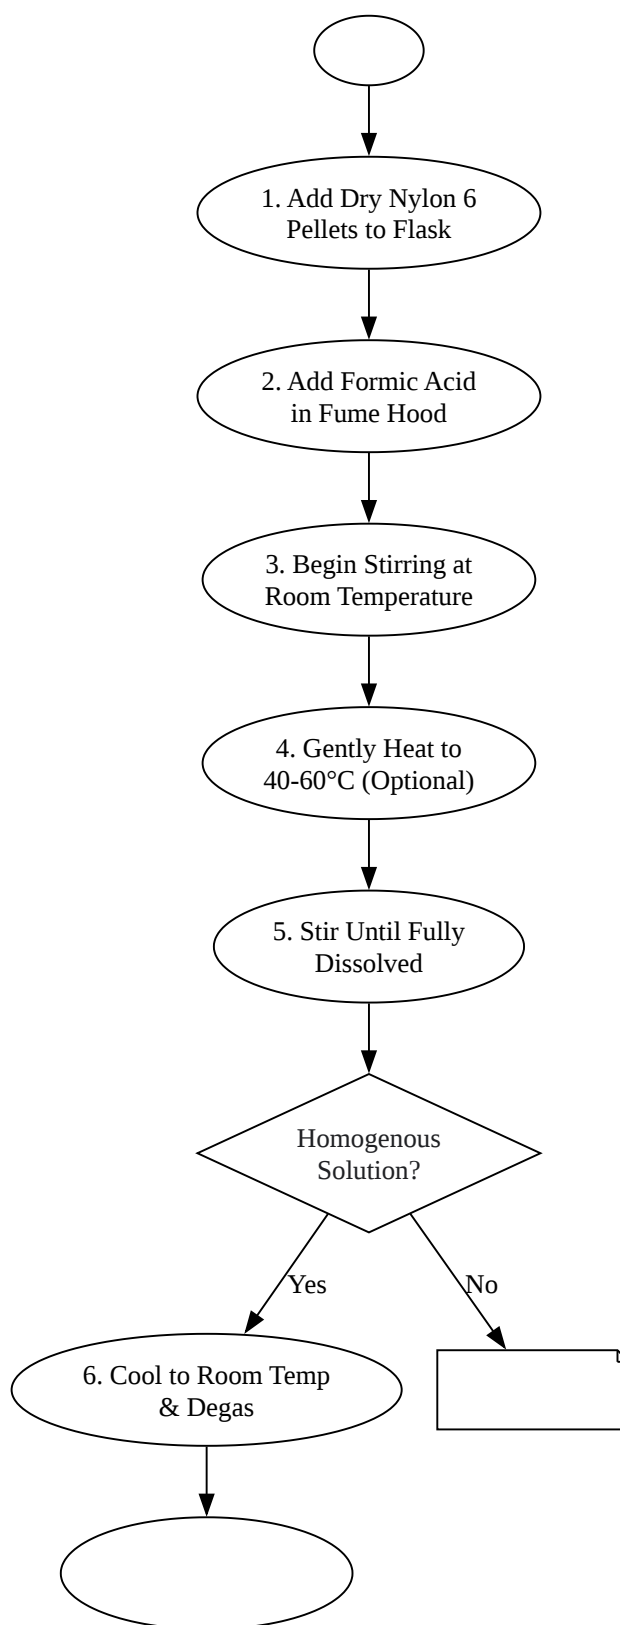 1. Add Dry Nylon 6
Pellets to Flask
2. Add Formic Acid
in Fume Hood
3. Begin Stirring at
Room Temperature
4. Gently Heat to
40-60°C (Optional)
5. Stir Until Fully
Dissolved
Homogenous
Solution?
Yes
No
6. Cool to Room Temp
& Degas